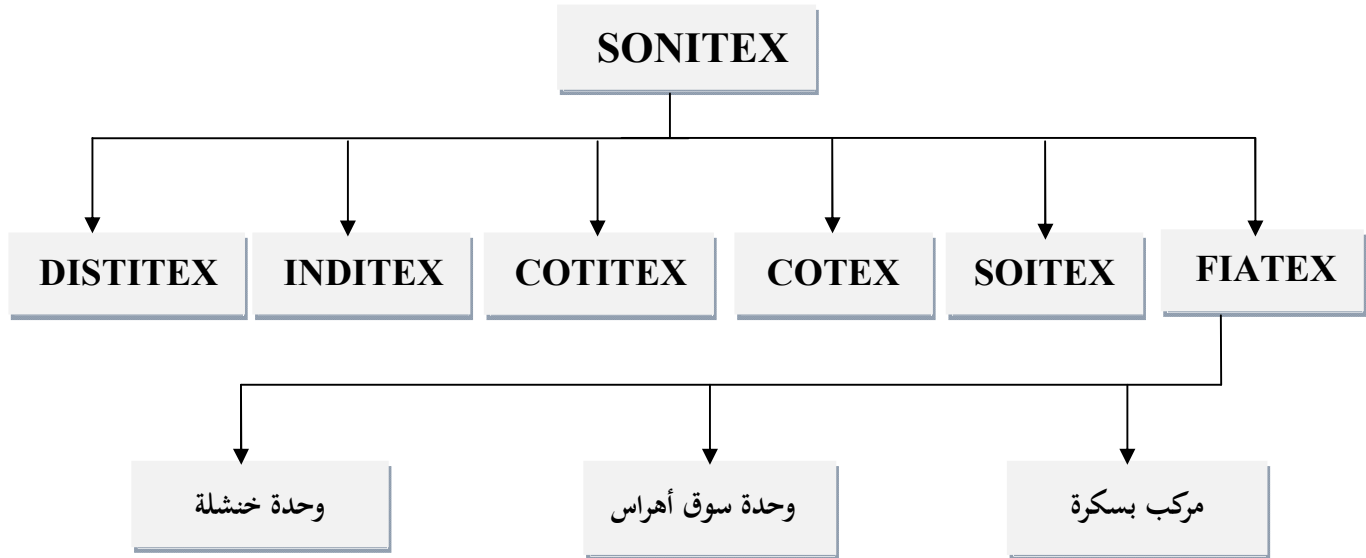 SONITEX
DISTITEX
INDITEX
COTITEX
COTEX
SOITEX
FIATEX
مركب بسكرة
وحدة سوق أهراس
وحدة خنشلة